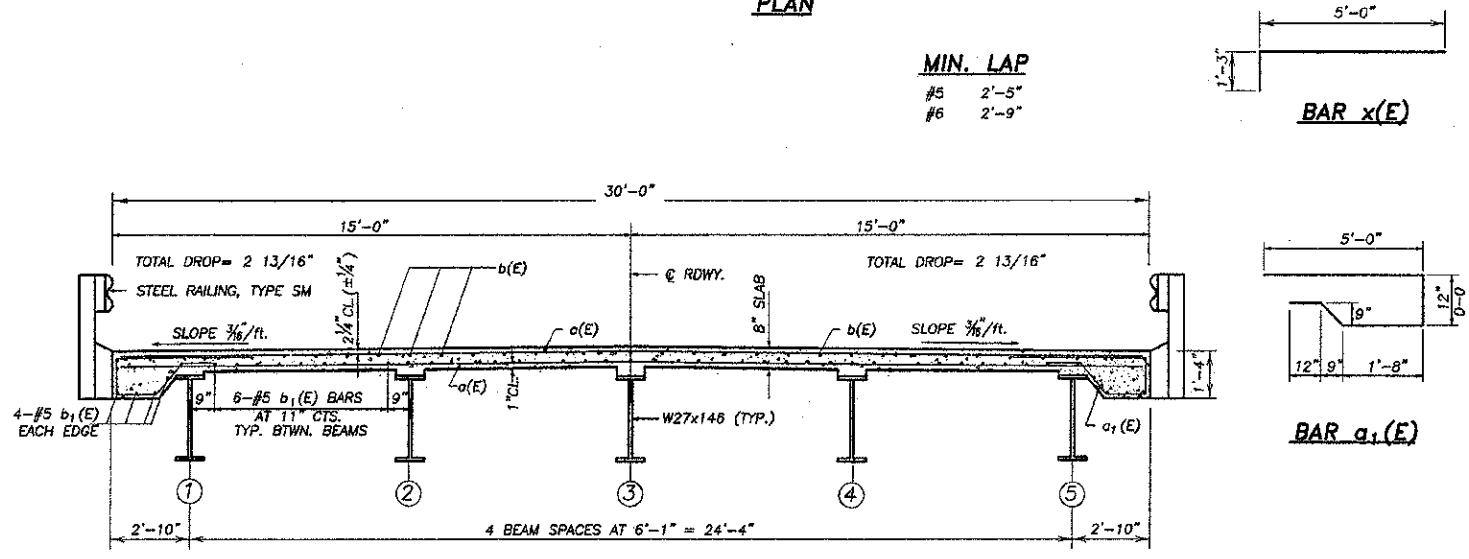 PLAN
5'-0"
1'-3"
BAR x(E)
MIN. LAP
#5 2'-5"
#6 2'-9"
30'-0"
15'-0" 15'-0"
TOTAL DROP= 2 13/16"
STEEL RAILING, TYPE SM
2¼" CL. (±¼")
b(E)
℄ RDWY.
8" SLAB
TOTAL DROP= 2 13/16"
SLOPE 3/16"/ft.
a(E)
b(E)
SLOPE 3/16"/ft.
a(E)
1" CL.
1'-4"
4-#5 b₁(E)
EACH EDGE
9" 6-#5 b₁(E) BARS 9"
AT 11" CTS.
TYP. BTWN. BEAMS
W27x146 (TYP.)
a₁(E)
1 2 3 4 5
2'-10" 4 BEAM SPACES AT 6'-1" = 24'-4" 2'-10"
5'-0"
9"
12"
0-0
12" 9" 1'-8"
BAR a₁(E)